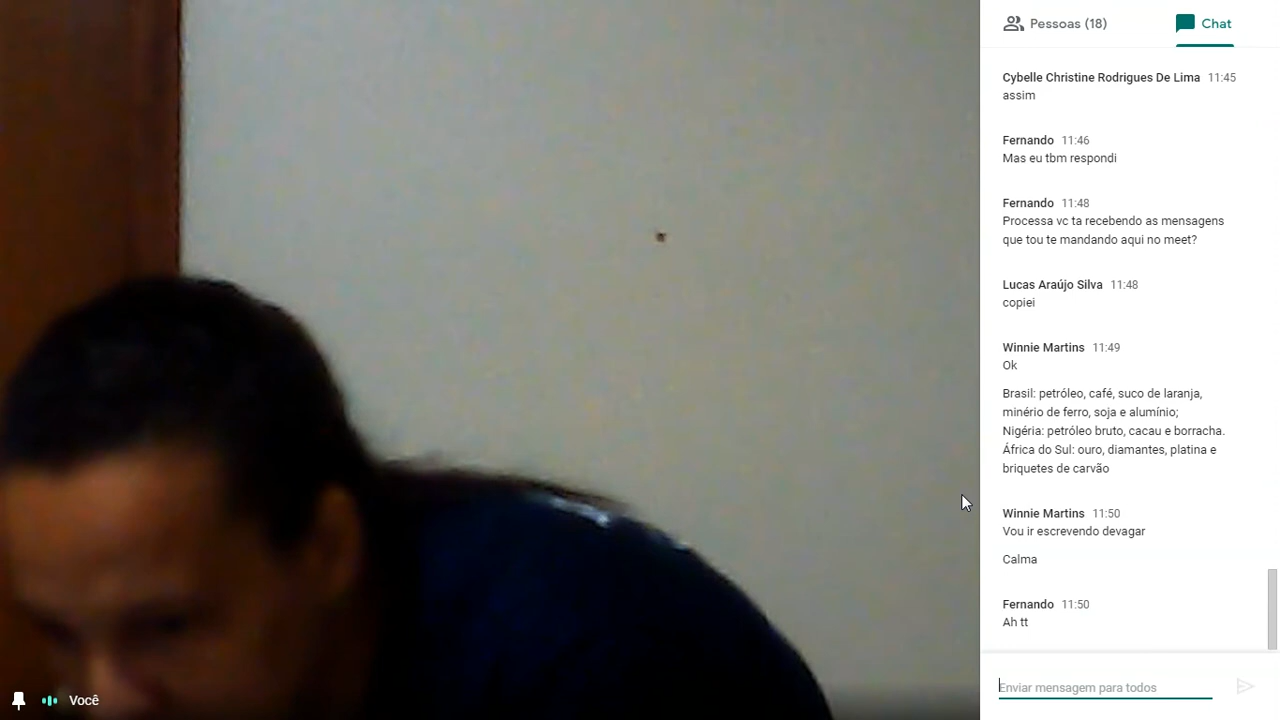 Pessoas (18)
Chat
Cybelle Christine Rodrigues De Lima 11:45
assim
Fernando 11:46
Mas eu tbm respondi
Fernando 11:48
Processa vc ta recebendo as mensagens
que tou te mandando aqui no meet?
Lucas Araújo Silva 11:48
copiei
Winnie Martins 11:49
Ok
Brasil: petróleo, café, suco de laranja,
minério de ferro, soja e alumínio;
Nigéria: petróleo bruto, cacau e borracha.
África do Sul: ouro, diamantes, platina e
briquetes de carvão
Winnie Martins 11:50
Vou ir escrevendo devagar
Calma
Fernando 11:50
Ah tt
Enviar mensagem para todos
Você